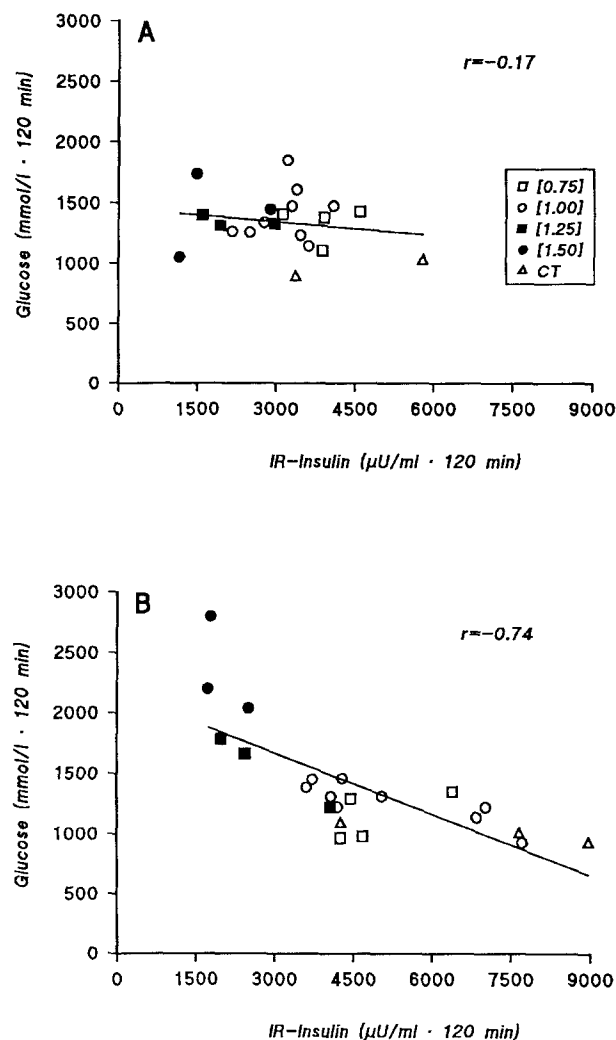 A
r=-0.17
Glucose (mmol/l · 120 min)
3000
2500
2000
1500
1000
500
0
[0.75]
[1.00]
[1.25]
[1.50]
CT
0 1500 3000 4500 6000 7500 9000
IR-Insulin (µU/ml · 120 min)
B
r=-0.74
Glucose (mmol/l · 120 min)
3000
2500
2000
1500
1000
500
0
0 1500 3000 4500 6000 7500 9000
IR-Insulin (µU/ml · 120 min)